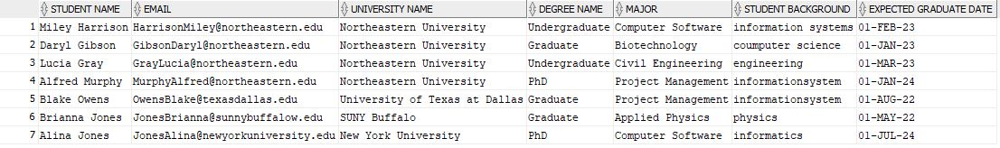 STUDENT NAME EMAIL UNIVERSITY NAME DEGREE NAME MAJOR STUDENT BACKGROUND EXPECTED GRADUATE DATE
1 Miley Harrison HarrisonMiley@northeastern.edu Northeastern University Undergraduate Computer Software information systems 01-FEB-23
2 Daryl Gibson GibsonDaryl@northeastern.edu Northeastern University Graduate Biotechnology coumputer science 01-JAN-23
3 Lucia Gray GrayLucia@northeastern.edu Northeastern University Undergraduate Civil Engineering engineering 01-MAR-23
4 Alfred Murphy MurphyAlfred@northeastern.edu Northeastern University PhD Project Management informationsystem 01-JAN-24
5 Blake Owens OwensBlake@texasdallas.edu University of Texas at Dallas Graduate Project Management informationsystem 01-AUG-22
6 Brianna Jones JonesBrianna@sunnybuffalow.edu SUNY Buffalo Graduate Applied Physics physics 01-MAY-22
7 Alina Jones JonesAlina@newyorkuniversity.edu New York University PhD Computer Software informatics 01-JUL-24